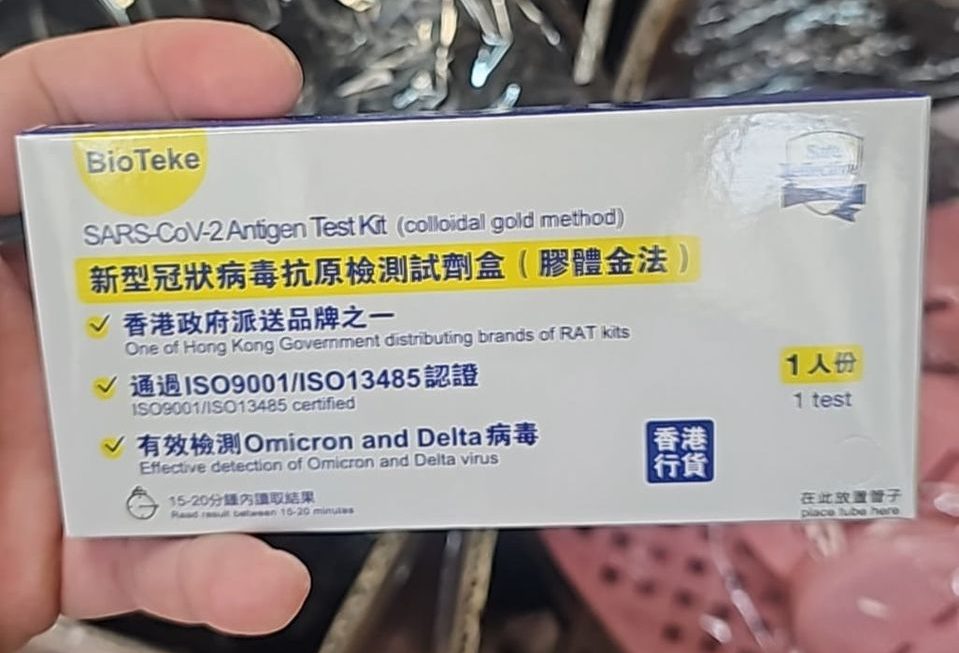 BioTeke
Safe
SARS-CoV-2 Antigen Test Kit (colloidal gold method)
新型冠狀病毒抗原檢測試劑盒（膠體金法）
香港政府派送品牌之一
One of Hong Kong Government distributing brands of RAT kits
通過ISO9001/ISO13485認證
ISO9001/ISO13485 certified
1人份
1 test
有效檢測Omicron and Delta病毒
Effective detection of Omicron and Delta virus
香港
行貨
15-20分鐘內讀取結果
Read result between 15-20 minutes
在此放置管子
place tube here